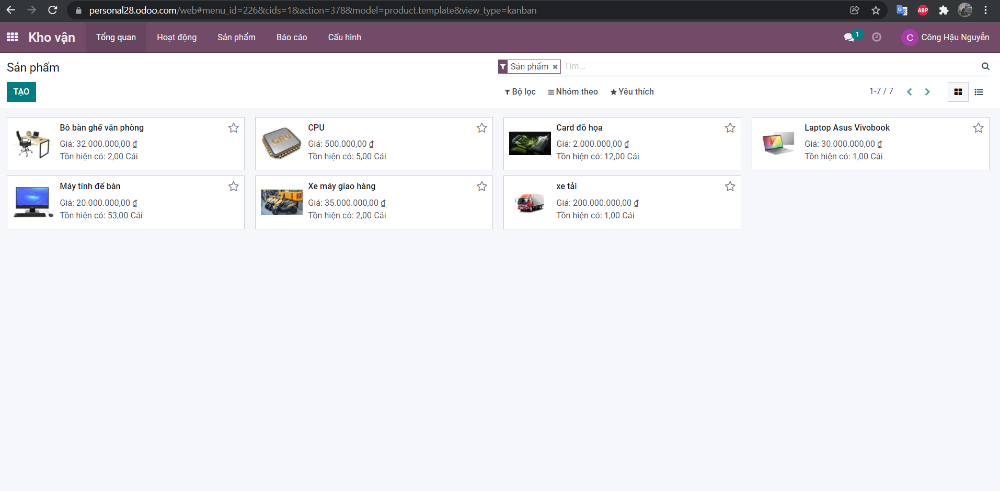 personal28.odoo.com/web#menu_id=226&cids=1&action=378&model=product.template&view_type=kanban
ABP
Kho vận Tổng quan Hoạt động Sản phẩm Báo cáo Cấu hình 1 C Công Hậu Nguyễn
Sản phẩm
Sản phẩm × Tìm...
TẠO
Bộ lọc Nhóm theo Yêu thích 1-7 / 7
Bô bàn ghế văn phòng
Giá: 32.000.000,00 ₫
Tồn hiện có: 2,00 Cái
CPU
CPU
Giá: 500.000,00 ₫
Tồn hiện có: 5,00 Cái
Card đồ họa
Giá: 2.000.000,00 ₫
Tồn hiện có: 12,00 Cái
Laptop Asus Vivobook
Giá: 30.000.000,00 ₫
Tồn hiện có: 1,00 Cái
Máy tính để bàn
Giá: 20.000.000,00 ₫
Tồn hiện có: 53,00 Cái
Xe máy giao hàng
Giá: 35.000.000,00 ₫
Tồn hiện có: 2,00 Cái
xe tải
Giá: 200.000.000,00 ₫
Tồn hiện có: 1,00 Cái